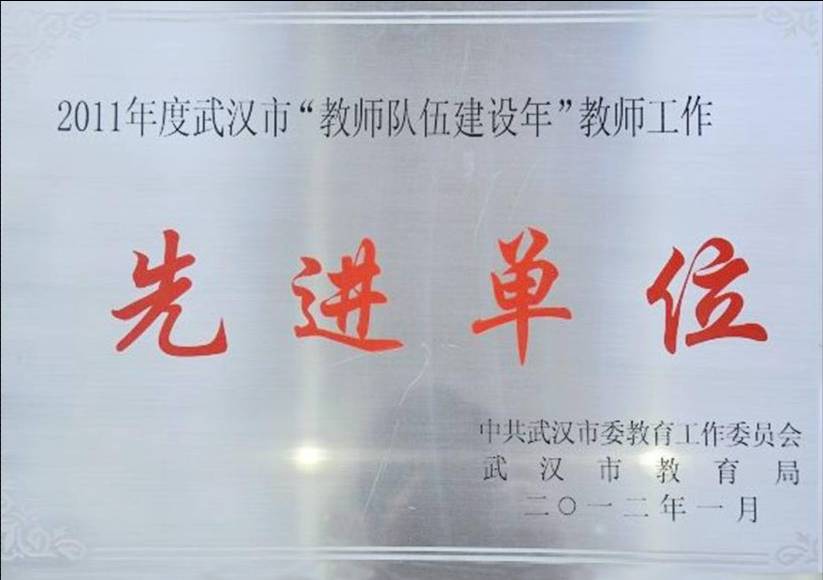 2011年度武汉市“教师队伍建设年”教师工作
先进单位
中共武汉市委教育工作委员会
武汉市教育局
二〇一二年一月